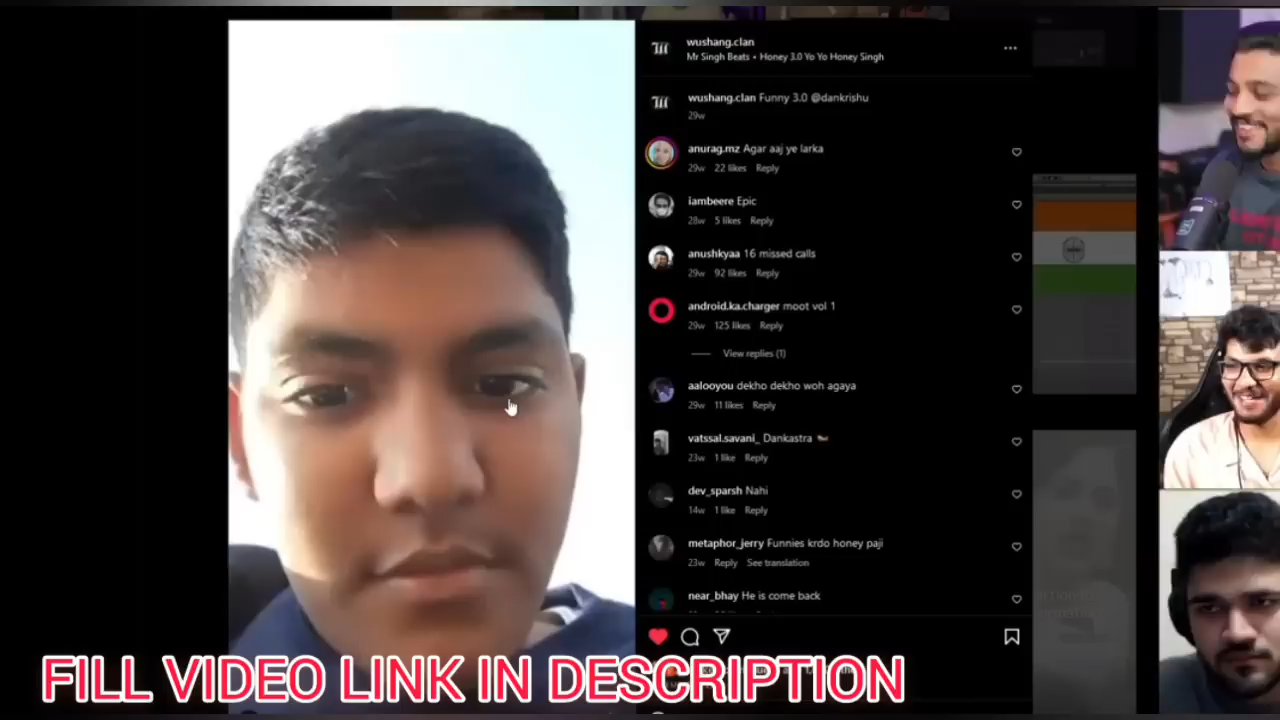 wushang.clan
Mr Singh Beats • Honey 3.0 Yo Yo Honey Singh
wushang.clan Funny 3.0 @dankrishu
29w
anurag.mz Agar aaj ye larka
29w 22 likes Reply
iambeere Epic
28w 5 likes Reply
anushkyaa 16 missed calls
29w 92 likes Reply
android.ka.charger moot vol 1
29w 125 likes Reply
View replies (1)
aalooyou dekho dekho woh agaya
29w 11 likes Reply
vatssal.savani_ Dankastra
23w 1 like Reply
dev_sparsh Nahi
14w 1 like Reply
metaphor_jerry Funnies krdo honey paji
23w Reply See translation
near_bhay He is come back
FILL VIDEO LINK IN DESCRIPTION